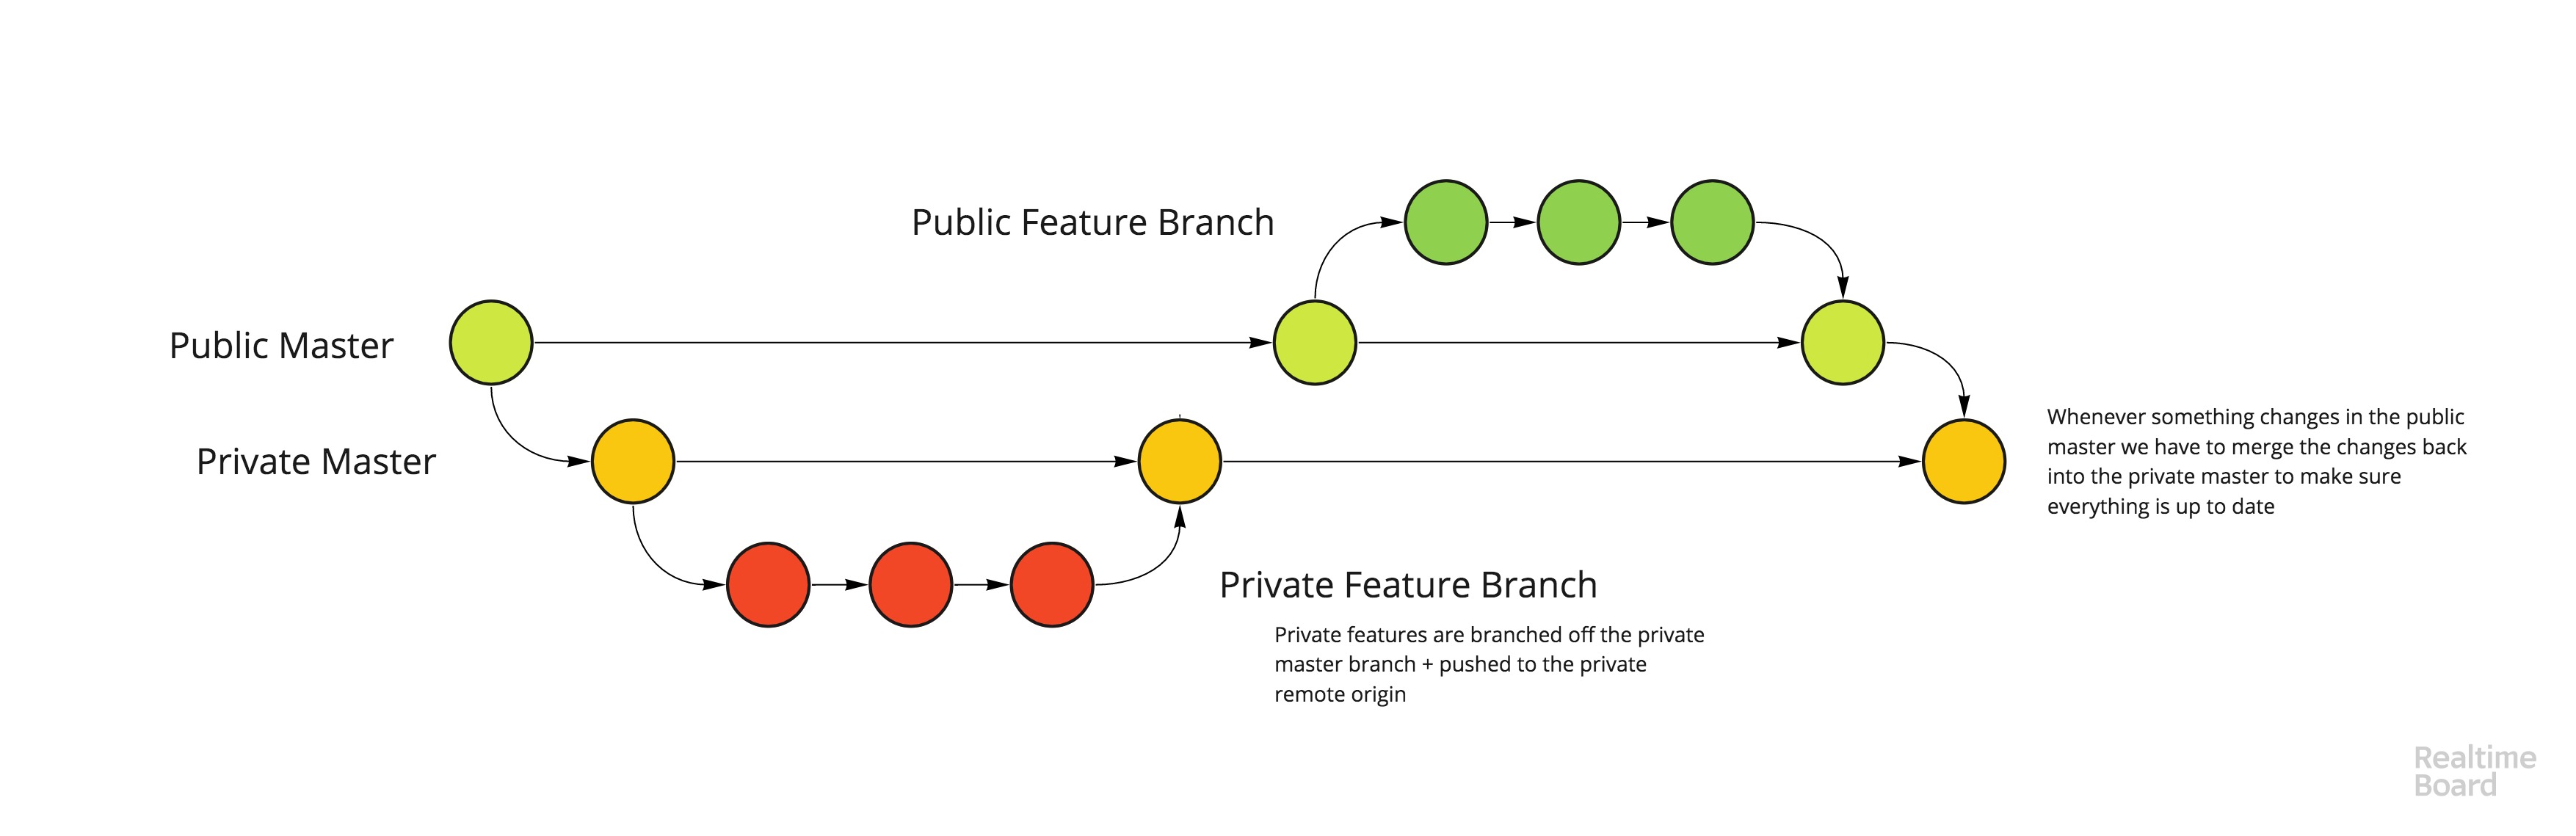 Public Feature Branch
Public Master
Private Master
Whenever something changes in the public
master we have to merge the changes back
into the private master to make sure
everything is up to date
Private Feature Branch
Private features are branched off the private
master branch + pushed to the private
remote origin
Realtime
Board